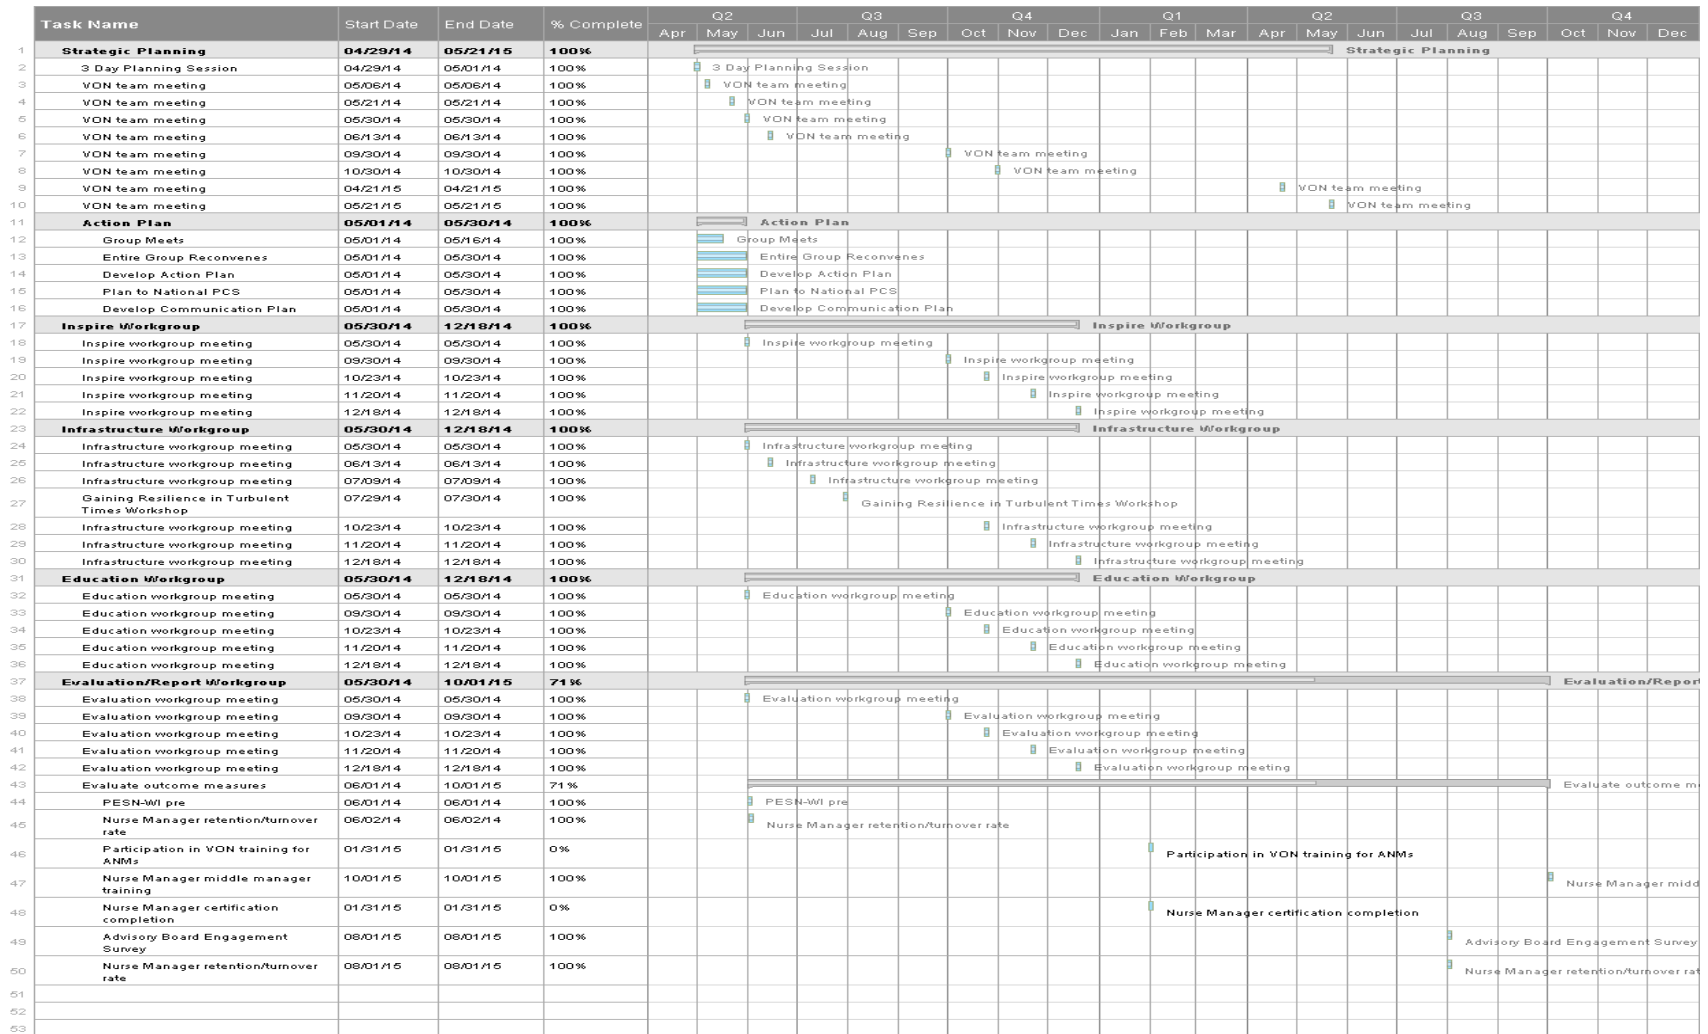 Task Name Start Date End Date % Complete Q2 Q3 Q4 Q1 Q2 Q3 Q4
Apr May Jun Jul Aug Sep Oct Nov Dec Jan Feb Mar Apr May Jun Jul Aug Sep Oct Nov Dec
1 Strategic Planning 04/29/14 05/21/15 100% Strategic Planning
2 3 Day Planning Session 04/29/14 05/01/14 100% 3 Day Planning Session
3 VON team meeting 05/06/14 05/06/14 100% VON team meeting
4 VON team meeting 05/21/14 05/21/14 100% VON team meeting
5 VON team meeting 05/30/14 05/30/14 100% VON team meeting
6 VON team meeting 06/13/14 06/13/14 100% VON team meeting
7 VON team meeting 09/30/14 09/30/14 100% VON team meeting
8 VON team meeting 10/30/14 10/30/14 100% VON team meeting
9 VON team meeting 04/21/15 04/21/15 100% VON team meeting
10 VON team meeting 05/21/15 05/21/15 100% VON team meeting
11 Action Plan 05/01/14 05/30/14 100% Action Plan
12 Group Meets 05/01/14 05/16/14 100% Group Meets
13 Entire Group Reconvenes 05/01/14 05/30/14 100% Entire Group Reconvenes
14 Develop Action Plan 05/01/14 05/30/14 100% Develop Action Plan
15 Plan to National PCS 05/01/14 05/30/14 100% Plan to National PCS
16 Develop Communication Plan 05/01/14 05/30/14 100% Develop Communication Plan
17 Inspire Workgroup 05/30/14 12/18/14 100% Inspire Workgroup
18 Inspire workgroup meeting 05/30/14 05/30/14 100% Inspire workgroup meeting
19 Inspire workgroup meeting 09/30/14 09/30/14 100% Inspire workgroup meeting
20 Inspire workgroup meeting 10/23/14 10/23/14 100% Inspire workgroup meeting
21 Inspire workgroup meeting 11/20/14 11/20/14 100% Inspire workgroup meeting
22 Inspire workgroup meeting 12/18/14 12/18/14 100% Inspire workgroup meeting
23 Infrastructure Workgroup 05/30/14 12/18/14 100% Infrastructure Workgroup
24 Infrastructure workgroup meeting 05/30/14 05/30/14 100% Infrastructure workgroup meeting
25 Infrastructure workgroup meeting 06/13/14 06/13/14 100% Infrastructure workgroup meeting
26 Infrastructure workgroup meeting 07/09/14 07/09/14 100% Infrastructure workgroup meeting
27 Gaining Resilience in Turbulent 07/29/14 07/30/14 100% Gaining Resilience in Turbulent Times Workshop
Times Workshop
28 Infrastructure workgroup meeting 10/23/14 10/23/14 100% Infrastructure workgroup meeting
29 Infrastructure workgroup meeting 11/20/14 11/20/14 100% Infrastructure workgroup meeting
30 Infrastructure workgroup meeting 12/18/14 12/18/14 100% Infrastructure workgroup meeting
31 Education Workgroup 05/30/14 12/18/14 100% Education Workgroup
32 Education workgroup meeting 05/30/14 05/30/14 100% Education workgroup meeting
33 Education workgroup meeting 09/30/14 09/30/14 100% Education workgroup meeting
34 Education workgroup meeting 10/23/14 10/23/14 100% Education workgroup meeting
35 Education workgroup meeting 11/20/14 11/20/14 100% Education workgroup meeting
36 Education workgroup meeting 12/18/14 12/18/14 100% Education workgroup meeting
37 Evaluation/Report Workgroup 05/30/14 10/01/15 71% Evaluation/Report
38 Evaluation workgroup meeting 05/30/14 05/30/14 100% Evaluation workgroup meeting
39 Evaluation workgroup meeting 09/30/14 09/30/14 100% Evaluation workgroup meeting
40 Evaluation workgroup meeting 10/23/14 10/23/14 100% Evaluation workgroup meeting
41 Evaluation workgroup meeting 11/20/14 11/20/14 100% Evaluation workgroup meeting
42 Evaluation workgroup meeting 12/18/14 12/18/14 100% Evaluation workgroup meeting
43 Evaluate outcome measures 06/01/14 10/01/15 71% Evaluate outcome m
44 PESN-WI pre 06/01/14 06/01/14 100% PESN-WI pre
45 Nurse Manager retention/turnover 06/02/14 06/02/14 100% Nurse Manager retention/turnover rate
rate
46 Participation in VON training for 01/31/15 01/31/15 0% Participation in VON training for ANMs
ANMs
47 Nurse Manager middle manager 10/01/15 10/01/15 100% Nurse Manager midd
training
48 Nurse Manager certification 01/31/15 01/31/15 0% Nurse Manager certification completion
completion
49 Advisory Board Engagement 08/01/15 08/01/15 100% Advisory Board Engagement Survey
Survey
50 Nurse Manager retention/turnover 08/01/15 08/01/15 100% Nurse Manager retention/turnover rat
rate
51
52
53